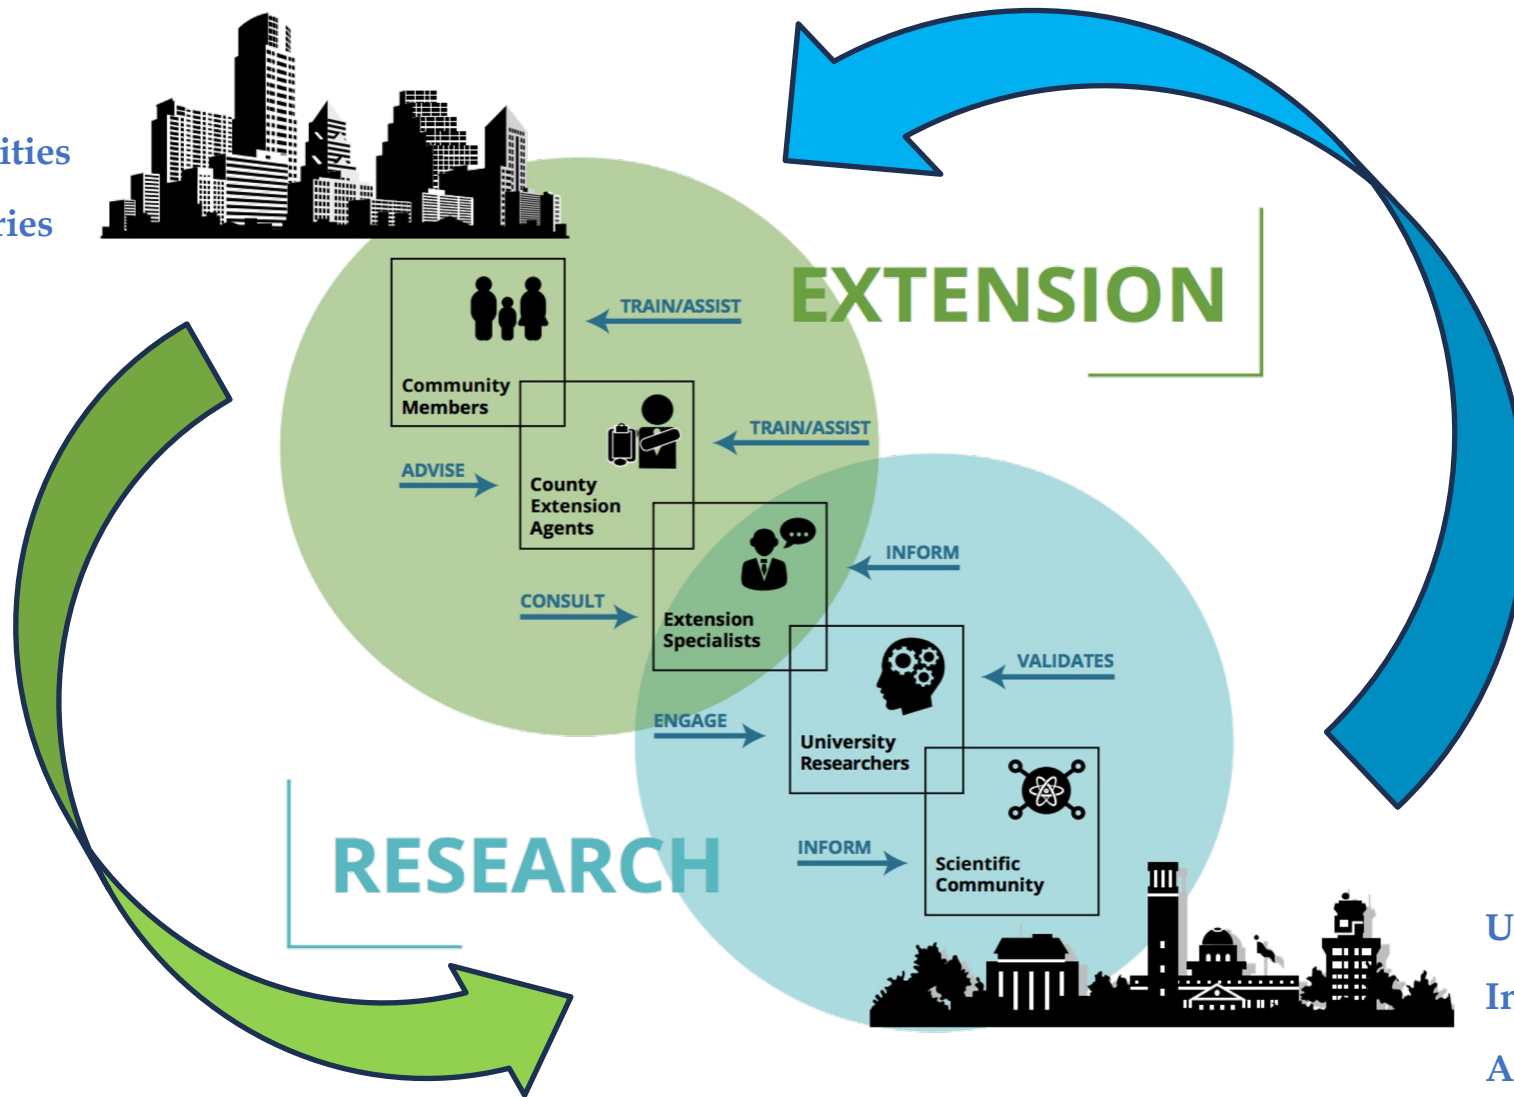 ities
ries
EXTENSION
TRAIN/ASSIST
Community
Members
TRAIN/ASSIST
ADVISE
County
Extension
Agents
INFORM
CONSULT
Extension
Specialists
VALIDATES
ENGAGE
University
Researchers
RESEARCH
INFORM
Scientific
Community
U
Ir
A